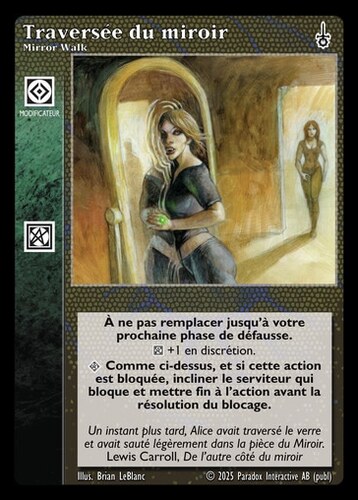 Traversée du miroir
Mirror Walk
MODIFICATEUR
À ne pas remplacer jusqu'à votre
prochaine phase de défausse.
+1 en discrétion.
Comme ci-dessus, et si cette action
est bloquée, incliner le serviteur qui
bloque et mettre fin à l'action avant la
résolution du blocage.
Un instant plus tard, Alice avait traversé le verre
et avait sauté légèrement dans la pièce du Miroir.
Lewis Carroll, De l'autre côté du Miroir
Illus. Brian LeBlanc
© 2025 Paradox Interactive AB (publ)